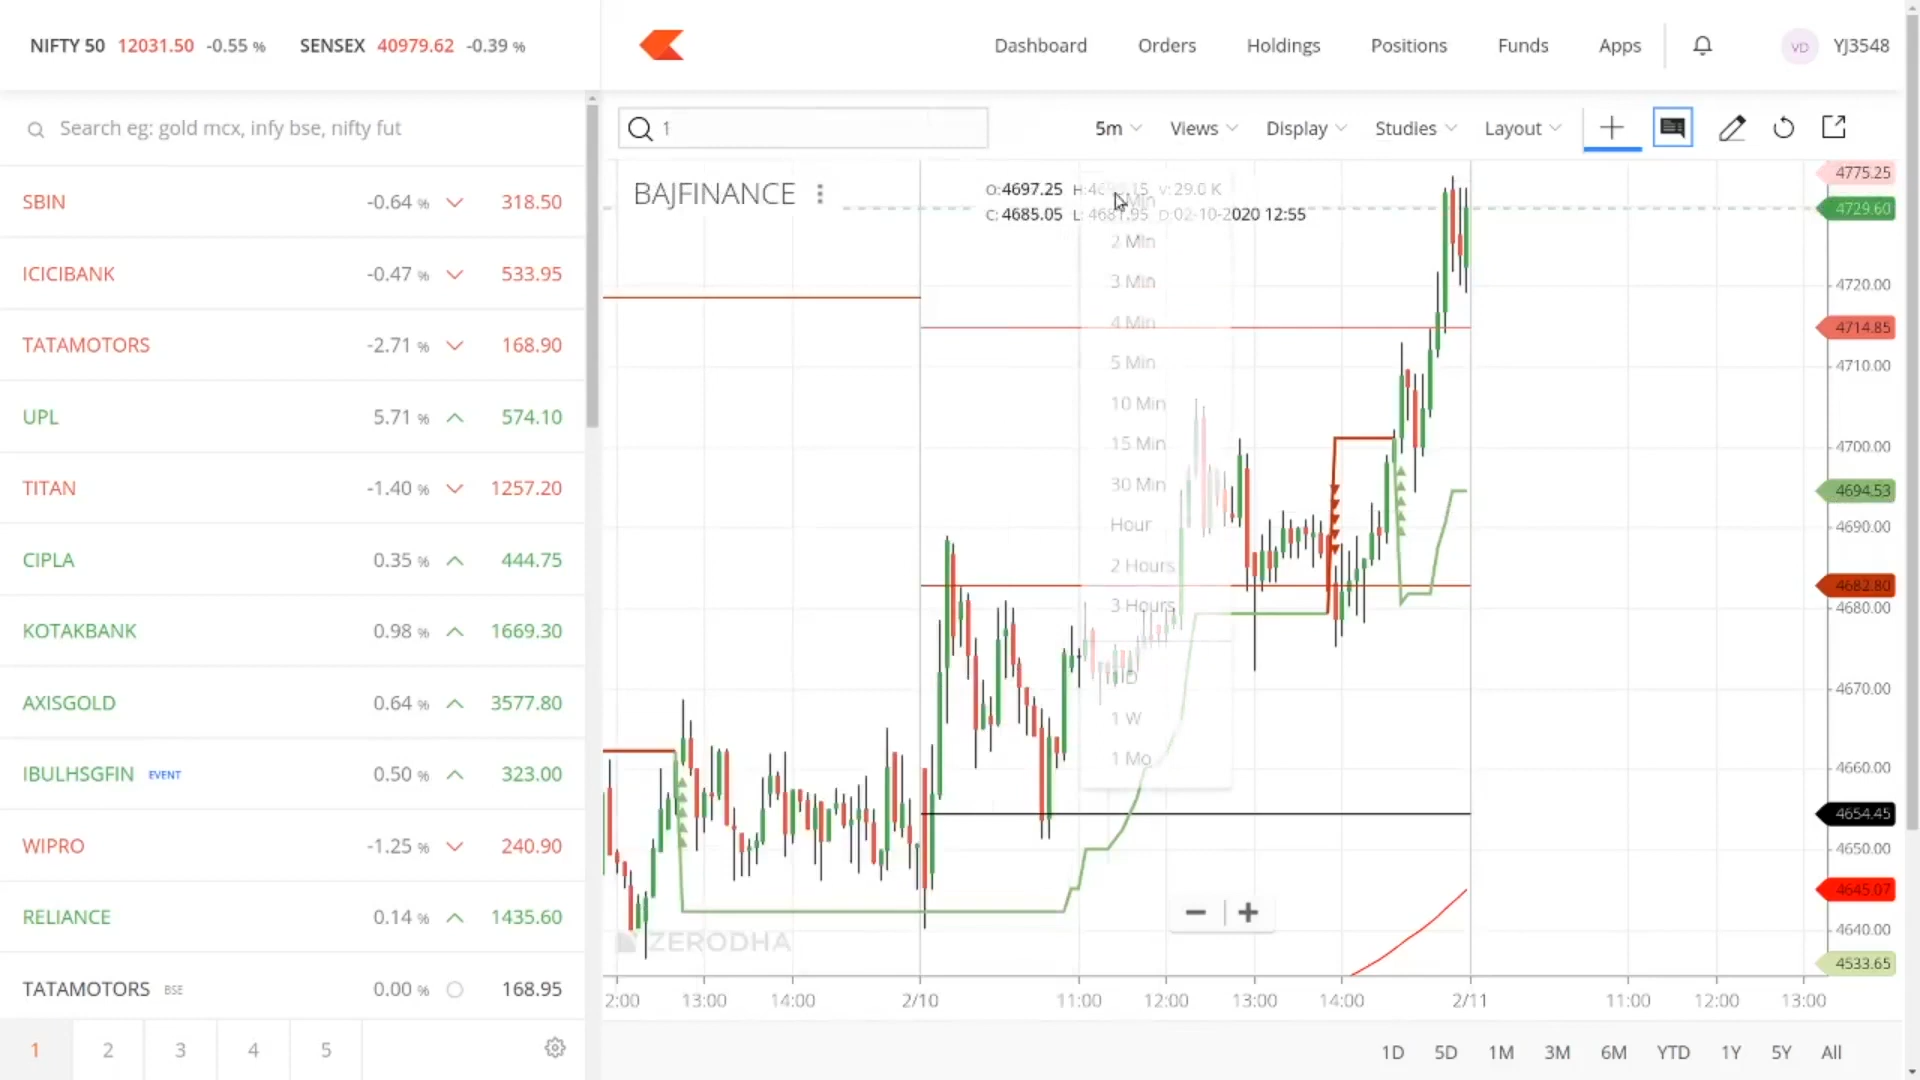 NIFTY 50 12031.50 -0.55 % SENSEX 40979.62 -0.39 %
Dashboard Orders Holdings Positions Funds Apps VD YJ3548
Search eg: gold mcx, infy bse, nifty fut
SBIN -0.64 % 318.50
ICICIBANK -0.47 % 533.95
TATAMOTORS -2.71 % 168.90
UPL 5.71 % 574.10
TITAN -1.40 % 1257.20
CIPLA 0.35 % 444.75
KOTAKBANK 0.98 % 1669.30
AXISGOLD 0.64 % 3577.80
IBULHSGFIN EVENT 0.50 % 323.00
WIPRO -1.25 % 240.90
RELIANCE 0.14 % 1435.60
TATAMOTORS BSE 0.00 % 168.95
1 2 3 4 5
1 5m Views Display Studies Layout
BAJFINANCE
O:4697.25 V:29.0 K
C:4685.05 L:4681.95 D:02-10-2020 12:55
Min
2 Min
3 Min
4 Min
5 Min
10 Min
15 Min
30 Min
Hour
2 Hours
3 Hours
1 D
1 W
1 Mo
4775.25
4729.60
4720.00
4714.85
4710.00
4700.00
4694.53
4690.00
4682.80
4680.00
4670.00
4660.00
4654.45
4650.00
4645.07
4640.00
4533.65
ZERODHA
2:00 13:00 14:00 2/10 11:00 12:00 13:00 14:00 2/11 11:00 12:00 13:00
1D 5D 1M 3M 6M YTD 1Y 5Y All